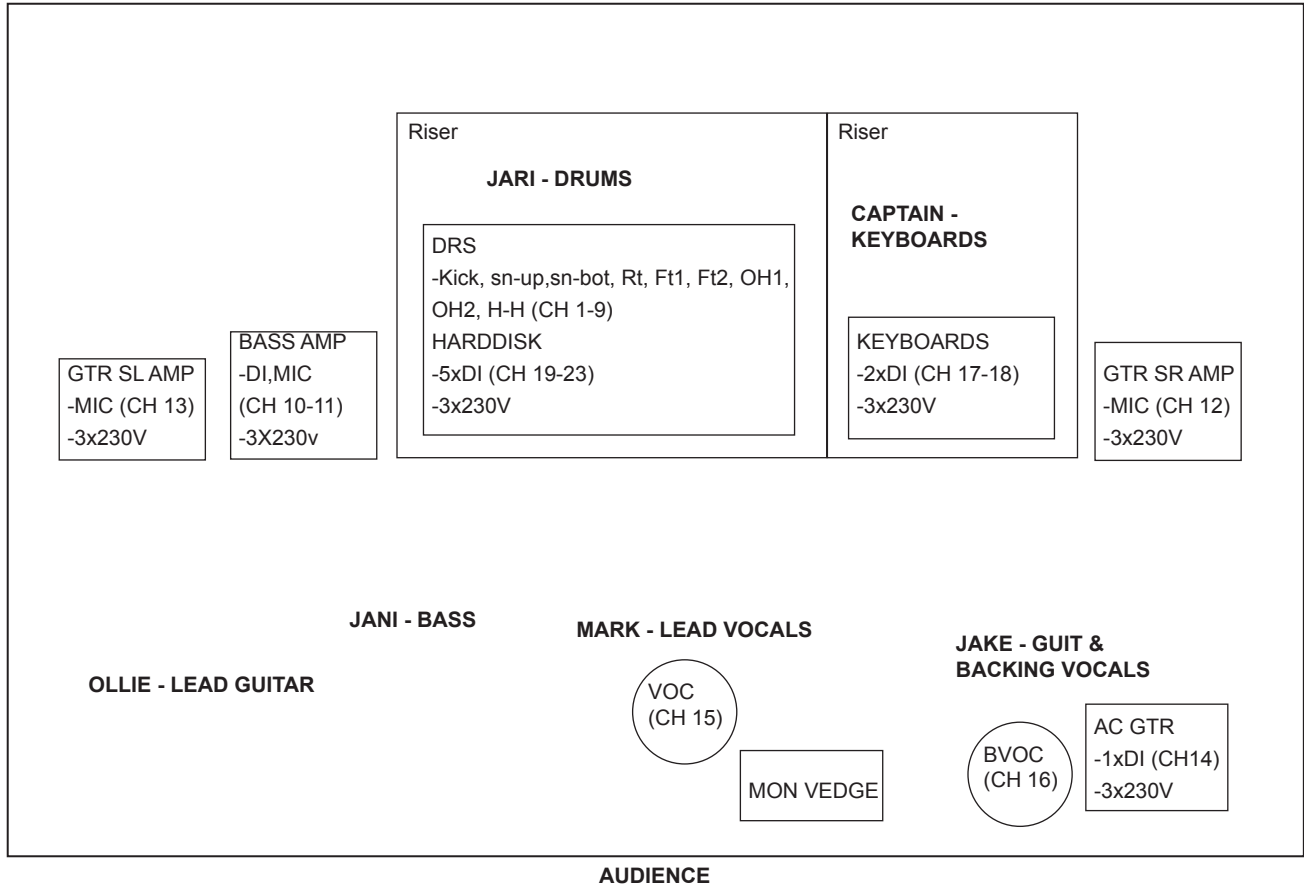 Riser
JARI - DRUMS
DRS
-Kick, sn-up,sn-bot, Rt, Ft1, Ft2, OH1,
OH2, H-H (CH 1-9)
HARDDISK
-5xDI (CH 19-23)
-3x230V
Riser
CAPTAIN -
KEYBOARDS
KEYBOARDS
-2xDI (CH 17-18)
-3x230V
GTR SL AMP
-MIC (CH 13)
-3x230V
BASS AMP
-DI,MIC
(CH 10-11)
-3X230v
GTR SR AMP
-MIC (CH 12)
-3x230V
OLLIE - LEAD GUITAR
JANI - BASS
MARK - LEAD VOCALS
VOC
(CH 15)
MON VEDGE
JAKE - GUIT &
BACKING VOCALS
BVOC
(CH 16)
AC GTR
-1xDI (CH14)
-3x230V
AUDIENCE